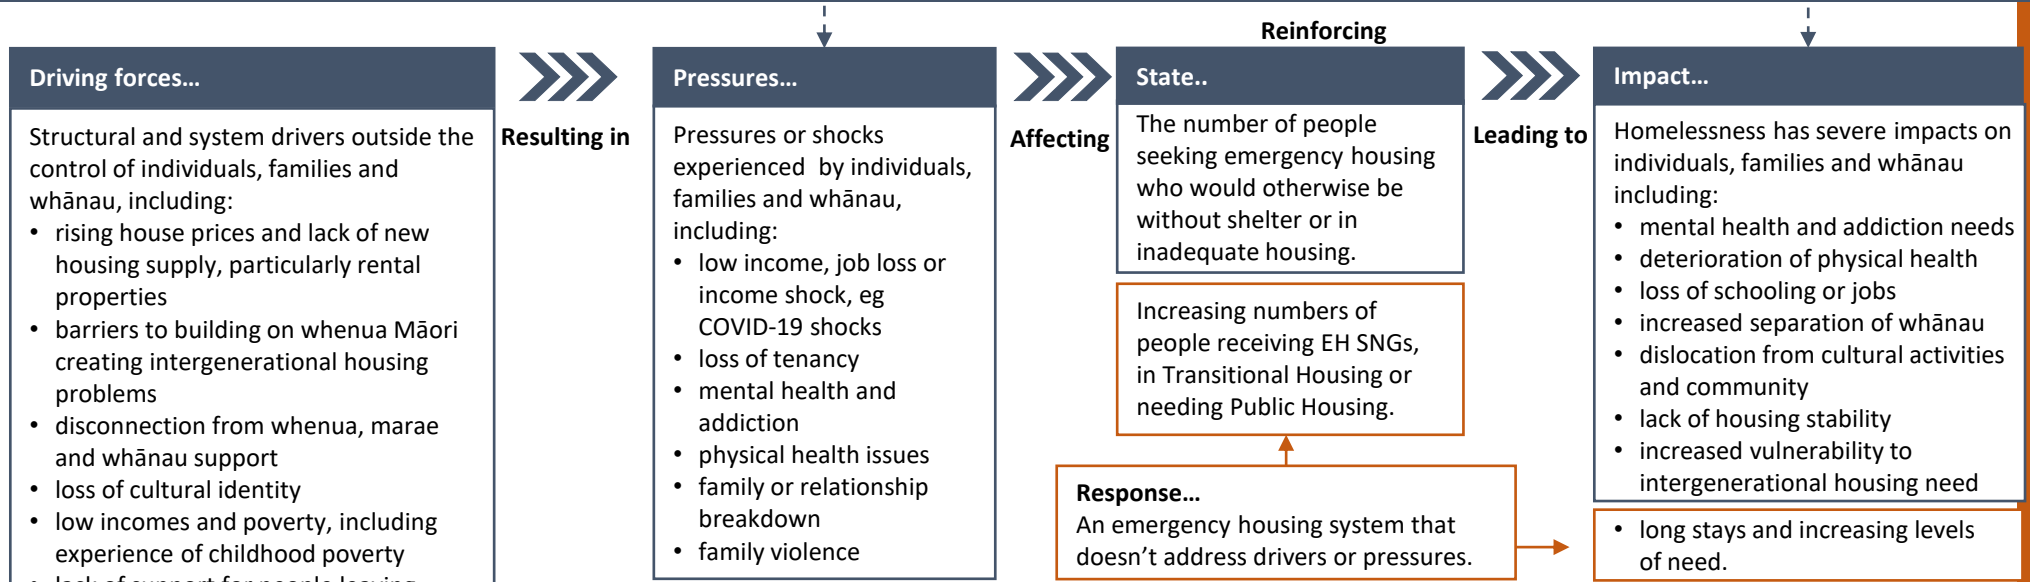 Reinforcing
Driving forces…
Resulting in
Structural and system drivers outside the
control of individuals, families and
whānau, including:
• rising house prices and lack of new
housing supply, particularly rental
properties
• barriers to building on whenua Māori
creating intergenerational housing
problems
• disconnection from whenua, marae
and whānau support
• loss of cultural identity
• low incomes and poverty, including
experience of childhood poverty
• lack of support for people leaving
Pressures…
Affecting
Pressures or shocks
experienced by individuals,
families and whānau,
including:
• low income, job loss or
income shock, eg
COVID-19 shocks
• loss of tenancy
• mental health and
addiction
• physical health issues
• family or relationship
breakdown
• family violence
State..
Leading to
The number of people
seeking emergency housing
who would otherwise be
without shelter or in
inadequate housing.
Increasing numbers of
people receiving EH SNGs,
in Transitional Housing or
needing Public Housing.
Response…
An emergency housing system that
doesn’t address drivers or pressures.
Impact…
Homelessness has severe impacts on
individuals, families and whānau
including:
• mental health and addiction needs
• deterioration of physical health
• loss of schooling or jobs
• increased separation of whānau
• dislocation from cultural activities
and community
• lack of housing stability
• increased vulnerability to
intergenerational housing need
• long stays and increasing levels
of need.